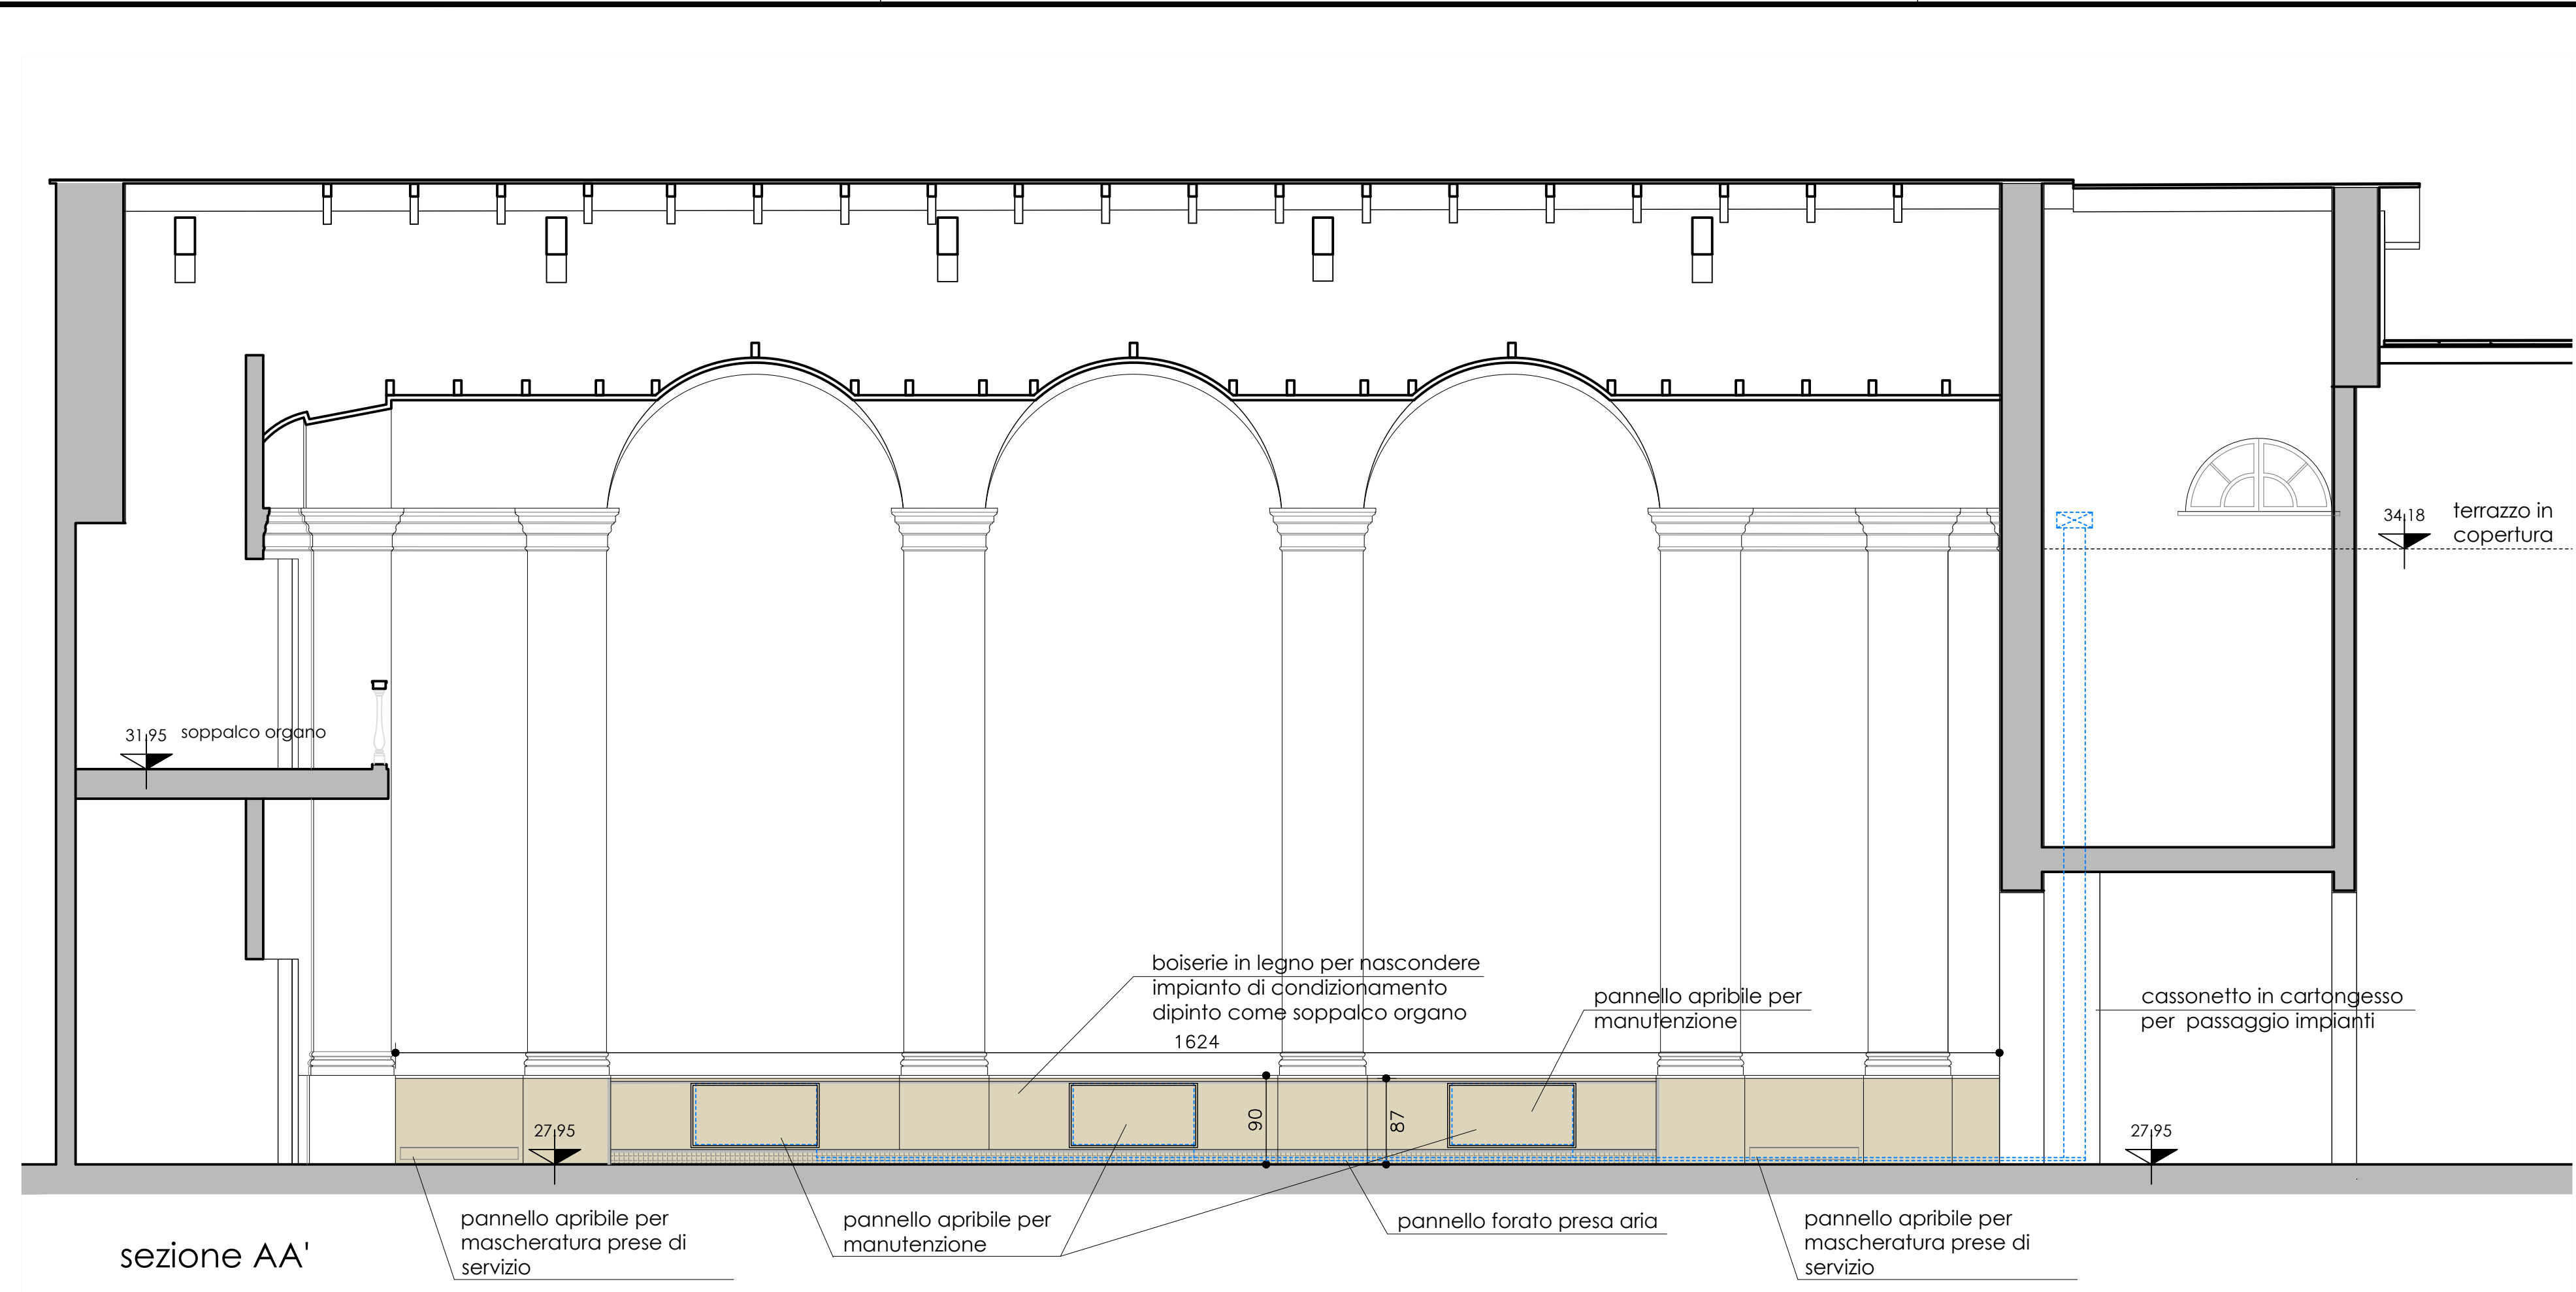 34,18
terrazzo in
copertura
31,95
soppalco organo
boiserie in legno per nascondere
impianto di condizionamento
dipinto come soppalco organo
pannello apribile per
manutenzione
cassonetto in cartongesso
per passaggio impianti
1624
90
87
27,95
27,95
pannello apribile per
mascheratura prese di
servizio
pannello apribile per
manutenzione
pannello forato presa aria
pannello apribile per
mascheratura prese di
servizio
sezione AA'